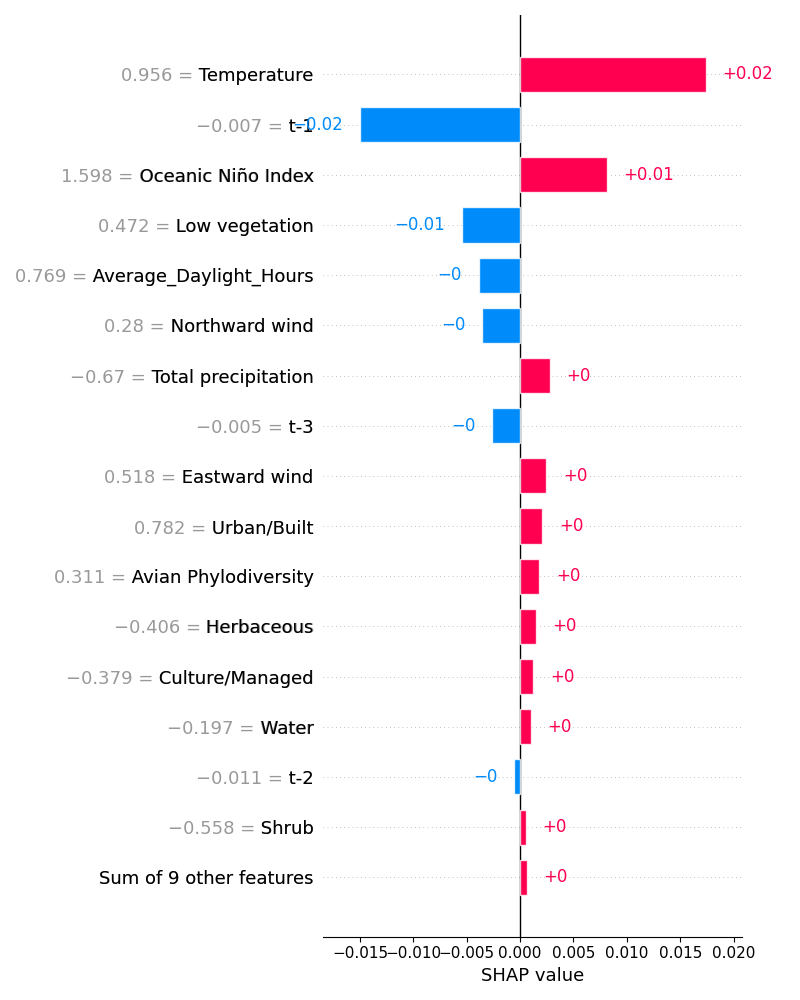 0.956 = Temperature +0.02
−0.007 = t-1 −0.02
1.598 = Oceanic Niño Index +0.01
0.472 = Low vegetation −0.01
0.769 = Average_Daylight_Hours −0
0.28 = Northward wind −0
−0.67 = Total precipitation +0
−0.005 = t-3 −0
0.518 = Eastward wind +0
0.782 = Urban/Built +0
0.311 = Avian Phylodiversity +0
−0.406 = Herbaceous +0
−0.379 = Culture/Managed +0
−0.197 = Water +0
−0.011 = t-2 −0
−0.558 = Shrub +0
Sum of 9 other features +0
−0.015 −0.010 −0.005 0.000 0.005 0.010 0.015 0.020
SHAP value